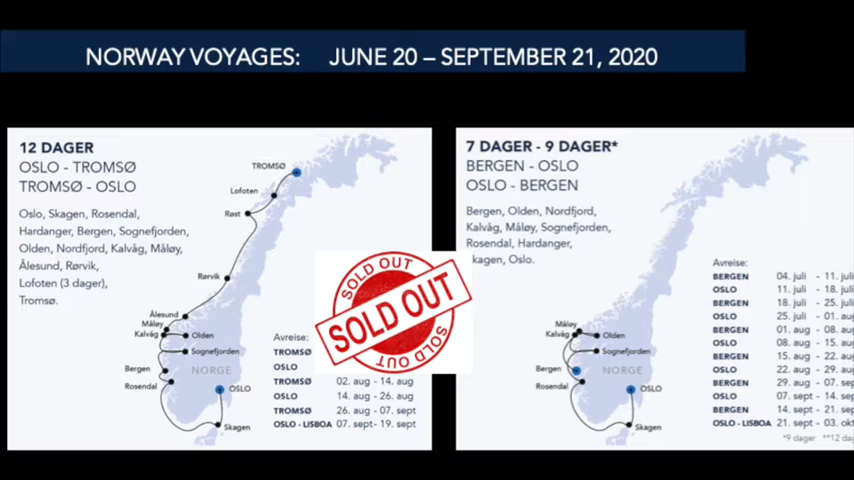 NORWAY VOYAGES: JUNE 20 – SEPTEMBER 21, 2020
12 DAGER
OSLO - TROMSØ
TROMSØ - OSLO
Oslo, Skagen, Rosendal,
Hardanger, Bergen, Sognefjorden,
Olden, Nordfjord, Kalvåg, Måløy,
Ålesund, Rørvik,
Lofoten (3 dager),
Tromsø.
TROMSØ
Lofoten
Røst
Rørvik
Ålesund
Måløy
Kalvåg
Olden
Sognefjorden
Bergen
NORGE
Rosendal
OSLO
Skagen
Avreise:
TROMSØ
OSLO
TROMSØ 02. aug - 14. aug
OSLO 14. aug - 26. aug
TROMSØ 26. aug - 07. sept
OSLO - LISBOA 07. sept- 19. sept
SOLD OUT
SOLD OUT
SOLD OUT
SOLD OUT
7 DAGER - 9 DAGER*
BERGEN - OSLO
OSLO - BERGEN
Bergen, Olden, Nordfjord,
Kalvåg, Måløy, Sognefjorden,
Rosendal, Hardanger,
kagen, Oslo.
Måløy
Kalvåg
Olden
Sognefjorden
Bergen
NORGE
Rosendal
OSLO
Skagen
Avreise:
BERGEN 04. juli - 11. juli
OSLO 11. juli - 18. juli
BERGEN 18. juli - 25. juli
OSLO 25. juli - 01. aug
BERGEN 01. aug - 08. aug
OSLO 08. aug - 15. aug
BERGEN 15. aug - 22. aug
OSLO 22. aug - 29. aug
BERGEN 29. aug - 07. sept
OSLO 07. sept - 14. sept
BERGEN 14. sept - 21. sept
OSLO - LISBOA 21. sept - 03. okt
*9 dager **12 dag